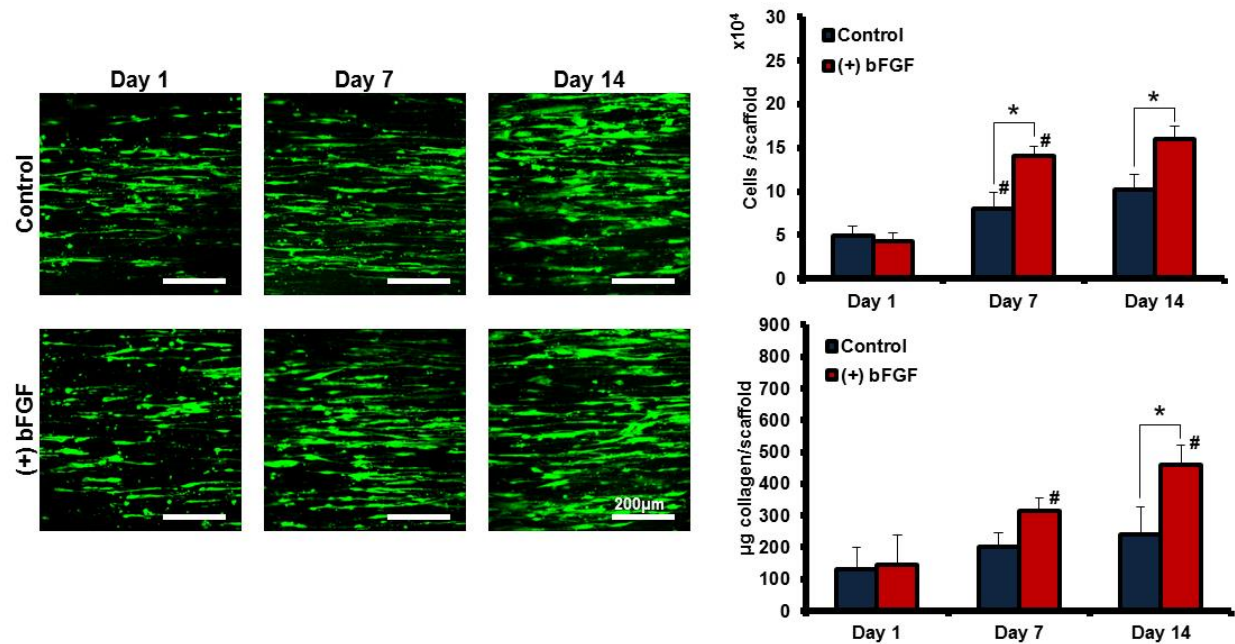 Day 1 Day 7 Day 14
Control
(+) bFGF
200µm
x10⁴
Cells /scaffold
30
25
20
15
10
5
0
Control
(+) bFGF
*
*
#
#
Day 1 Day 7 Day 14
µg collagen/scaffold
900
800
700
600
500
400
300
200
100
0
Control
(+) bFGF
*
#
#
Day 1 Day 7 Day 14